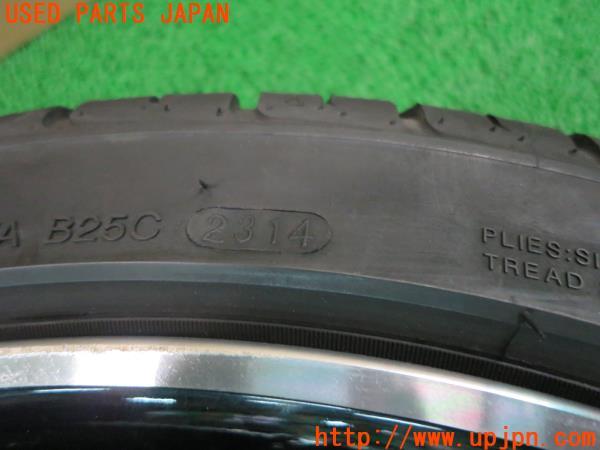 USED PARTS JAPAN
A B25C 2314
PLIES:
TREAD
http://www.upjpn.com